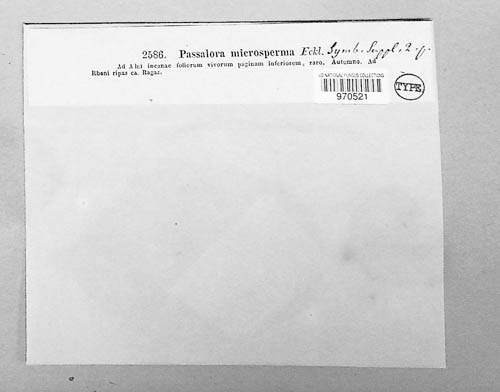 2586. Passalora microsperma Fckl. Symb. Suppl. 2. p.
Ad Alni incanae foliorum vivorum paginam inferiorem, raro. Autumno. Ad
Rheni ripas ca. Ragaz.
US NATIONAL FUNGUS COLLECTIONS
970521
TYPE